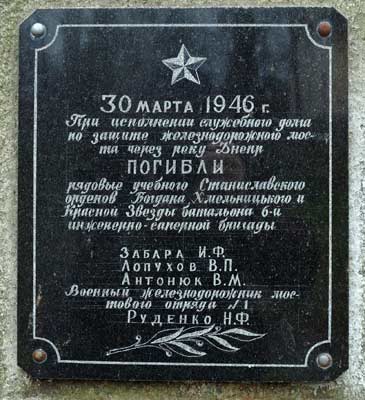 30 МАРТА 1946 г.
При исполнении служебного долга
по защите железнодорожного мос-
та через реку Днепр
ПОГИБЛИ
рядовые учебного Станиславского
орденов Богдана Хмельницкого и
Красной Звезды батальона 6-й
инженерно-саперной бригады
ЗАБАРА И.Ф.
ЛОПУХОВ В.П.
АНТОНЮК В.М.
Военный железнодорожник мос-
тового отряда №1
РУДЕНКО Н.Ф.